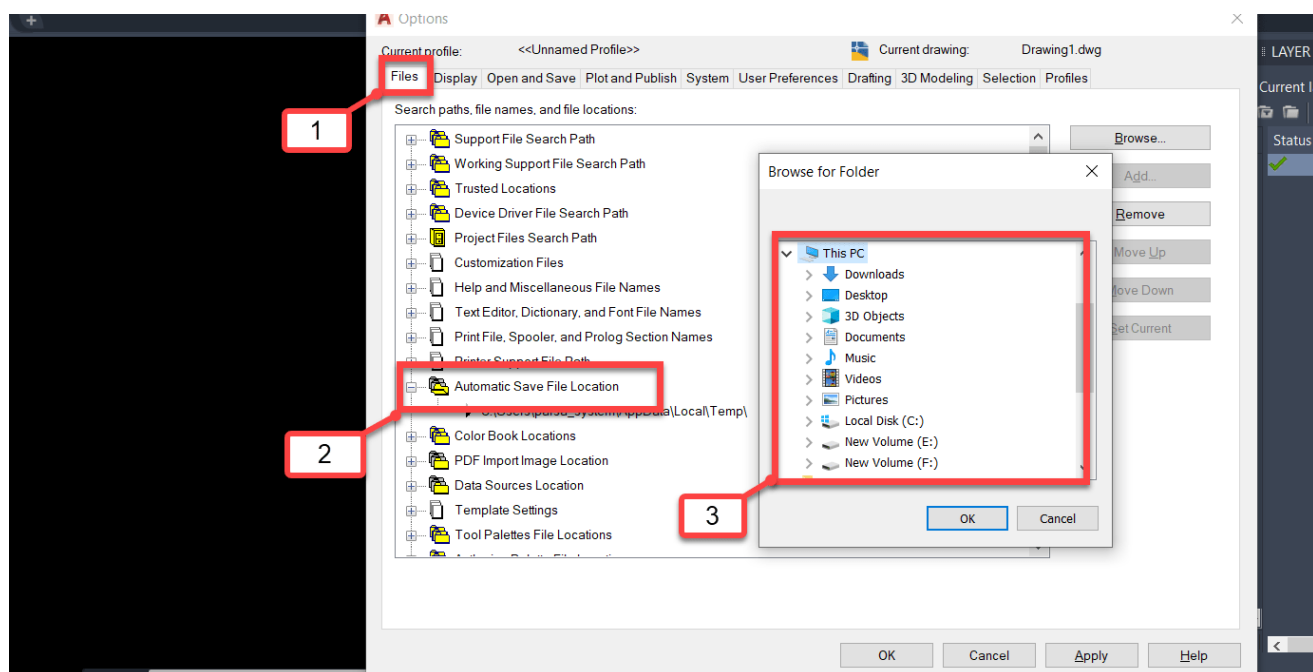 Options
Current profile: <<Unnamed Profile>> Current drawing: Drawing1.dwg
Files Display Open and Save Plot and Publish System User Preferences Drafting 3D Modeling Selection Profiles
1
Search paths, file names, and file locations:
Support File Search Path
Working Support File Search Path
Trusted Locations
Device Driver File Search Path
Project Files Search Path
Customization Files
Help and Miscellaneous File Names
Text Editor, Dictionary, and Font File Names
Print File, Spooler, and Prolog Section Names
Printer Support File Path
Automatic Save File Location
\AppData\Local\Temp\
2
Color Book Locations
PDF Import Image Location
Data Sources Location
Template Settings
Tool Palettes File Locations
Browse...
Add...
Remove
Move Up
Move Down
Set Current
Browse for Folder
This PC
Downloads
Desktop
3D Objects
Documents
Music
Videos
Pictures
Local Disk (C:)
New Volume (E:)
New Volume (F:)
3
OK Cancel
OK Cancel Apply Help
LAYER
Current
Status